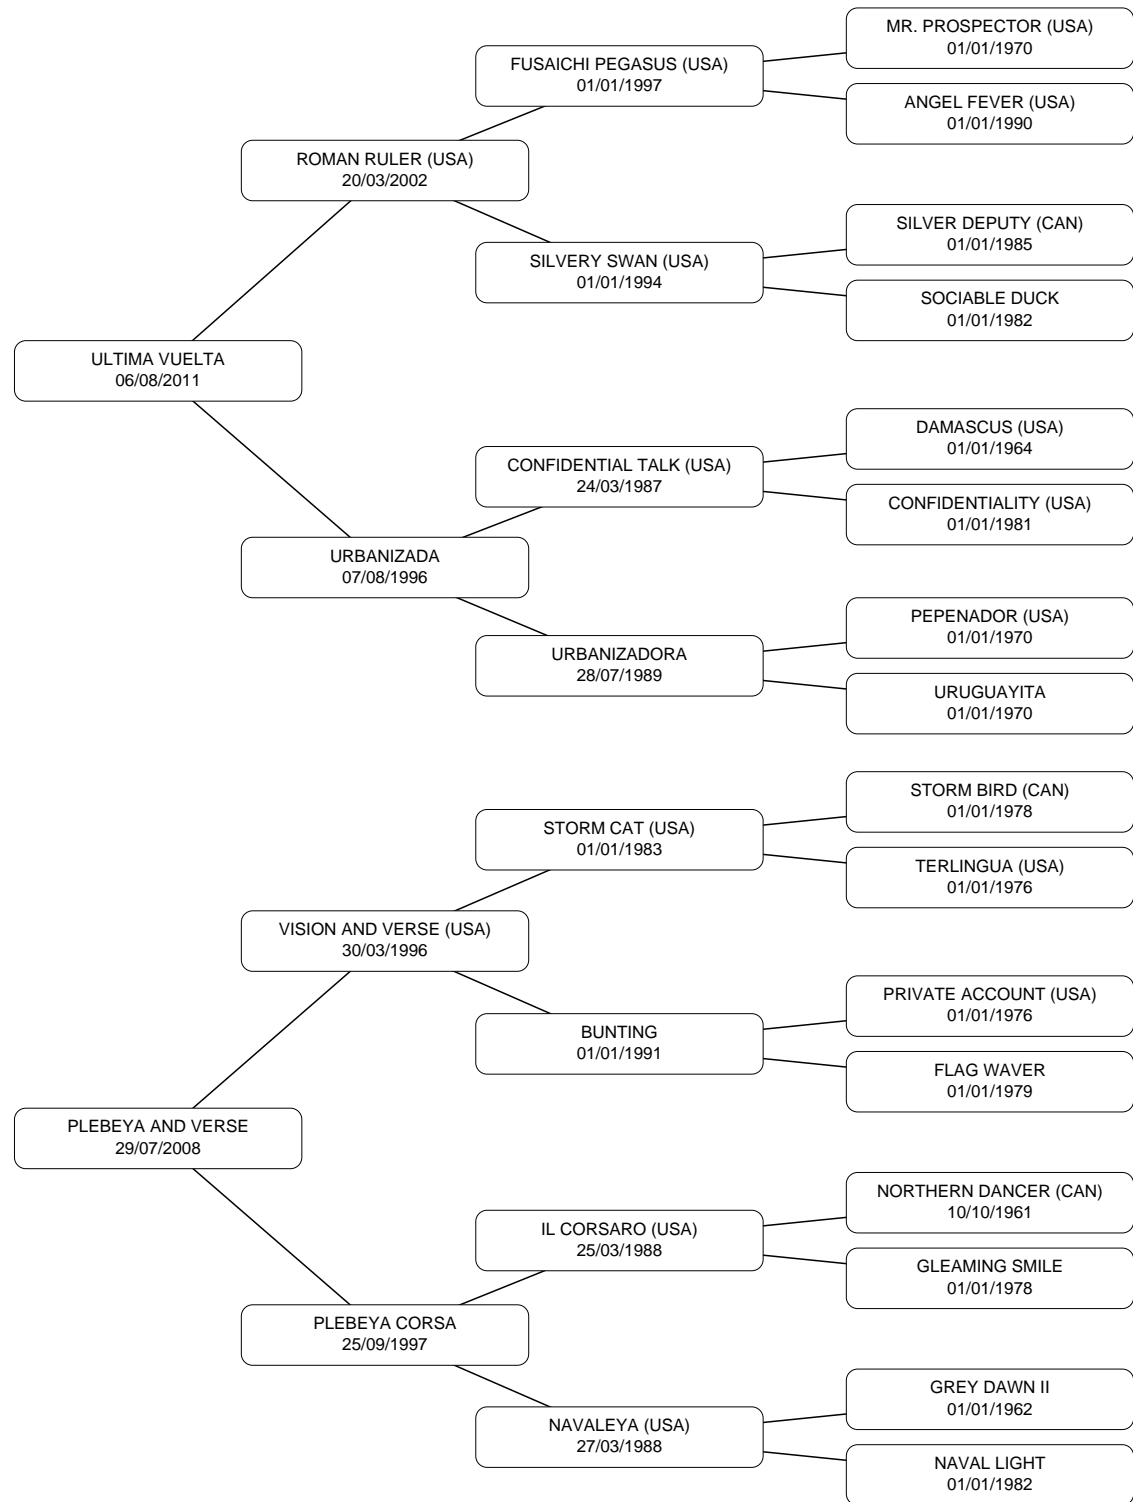 MR. PROSPECTOR (USA)
01/01/1970
FUSAICHI PEGASUS (USA)
01/01/1997
ANGEL FEVER (USA)
01/01/1990
ROMAN RULER (USA)
20/03/2002
SILVER DEPUTY (CAN)
01/01/1985
SILVERY SWAN (USA)
01/01/1994
SOCIABLE DUCK
01/01/1982
ULTIMA VUELTA
06/08/2011
DAMASCUS (USA)
01/01/1964
CONFIDENTIAL TALK (USA)
24/03/1987
CONFIDENTIALITY (USA)
01/01/1981
URBANIZADA
07/08/1996
PEPENADOR (USA)
01/01/1970
URBANIZADORA
28/07/1989
URUGUAYITA
01/01/1970
STORM BIRD (CAN)
01/01/1978
STORM CAT (USA)
01/01/1983
TERLINGUA (USA)
01/01/1976
VISION AND VERSE (USA)
30/03/1996
PRIVATE ACCOUNT (USA)
01/01/1976
BUNTING
01/01/1991
FLAG WAVER
01/01/1979
PLEBEYA AND VERSE
29/07/2008
NORTHERN DANCER (CAN)
10/10/1961
IL CORSARO (USA)
25/03/1988
GLEAMING SMILE
01/01/1978
PLEBEYA CORSA
25/09/1997
GREY DAWN II
01/01/1962
NAVALEYA (USA)
27/03/1988
NAVAL LIGHT
01/01/1982